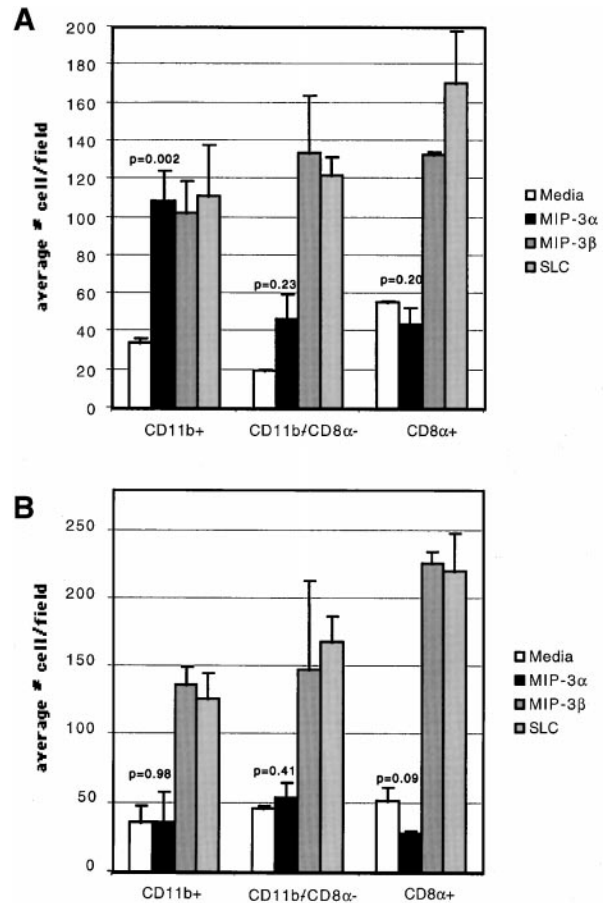 A
200
180
160
140
120
100
80
60
40
20
0
average # cell/field
p=0.002
p=0.23
p=0.20
CD11b+
CD11b-/CD8α-
CD8α+
Media
MIP-3α
MIP-3β
SLC
B
250
200
150
100
50
0
average # cell/field
p=0.98
p=0.41
p=0.09
CD11b+
CD11b-/CD8α-
CD8α+
Media
MIP-3α
MIP-3β
SLC